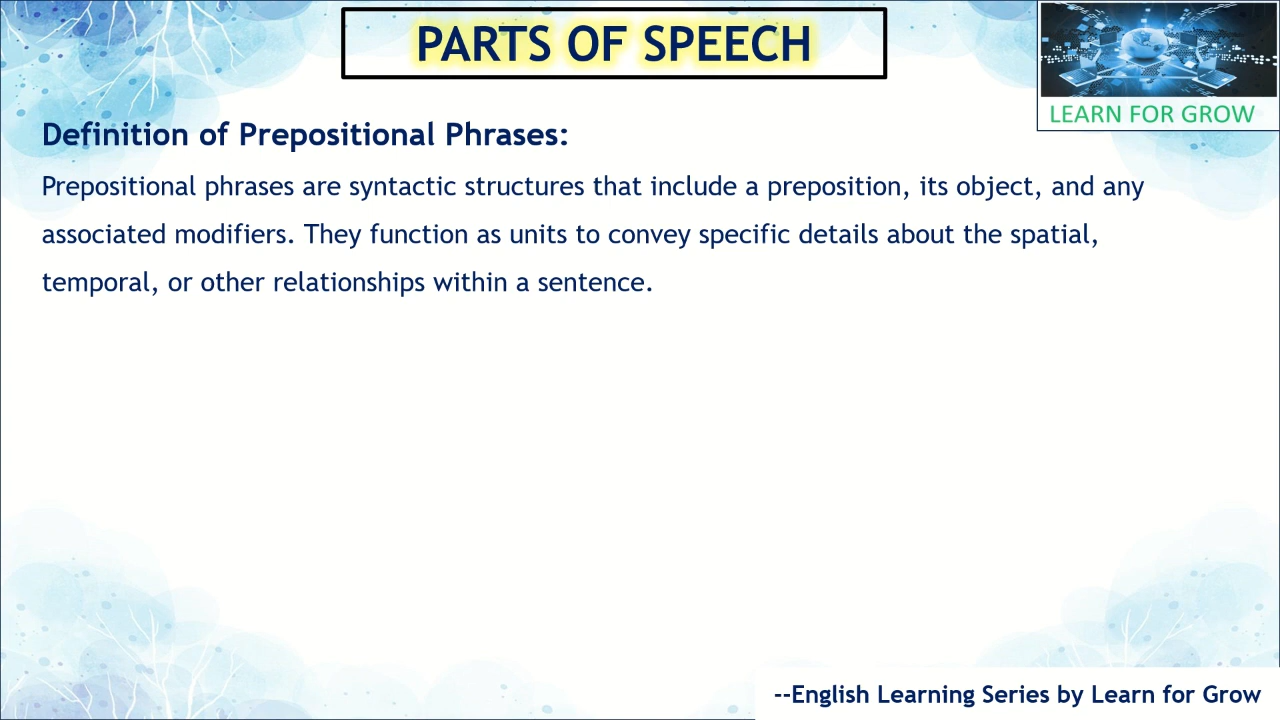 PARTS OF SPEECH
LEARN FOR GROW
Definition of Prepositional Phrases:
Prepositional phrases are syntactic structures that include a preposition, its object, and any
associated modifiers. They function as units to convey specific details about the spatial,
temporal, or other relationships within a sentence.
--English Learning Series by Learn for Grow